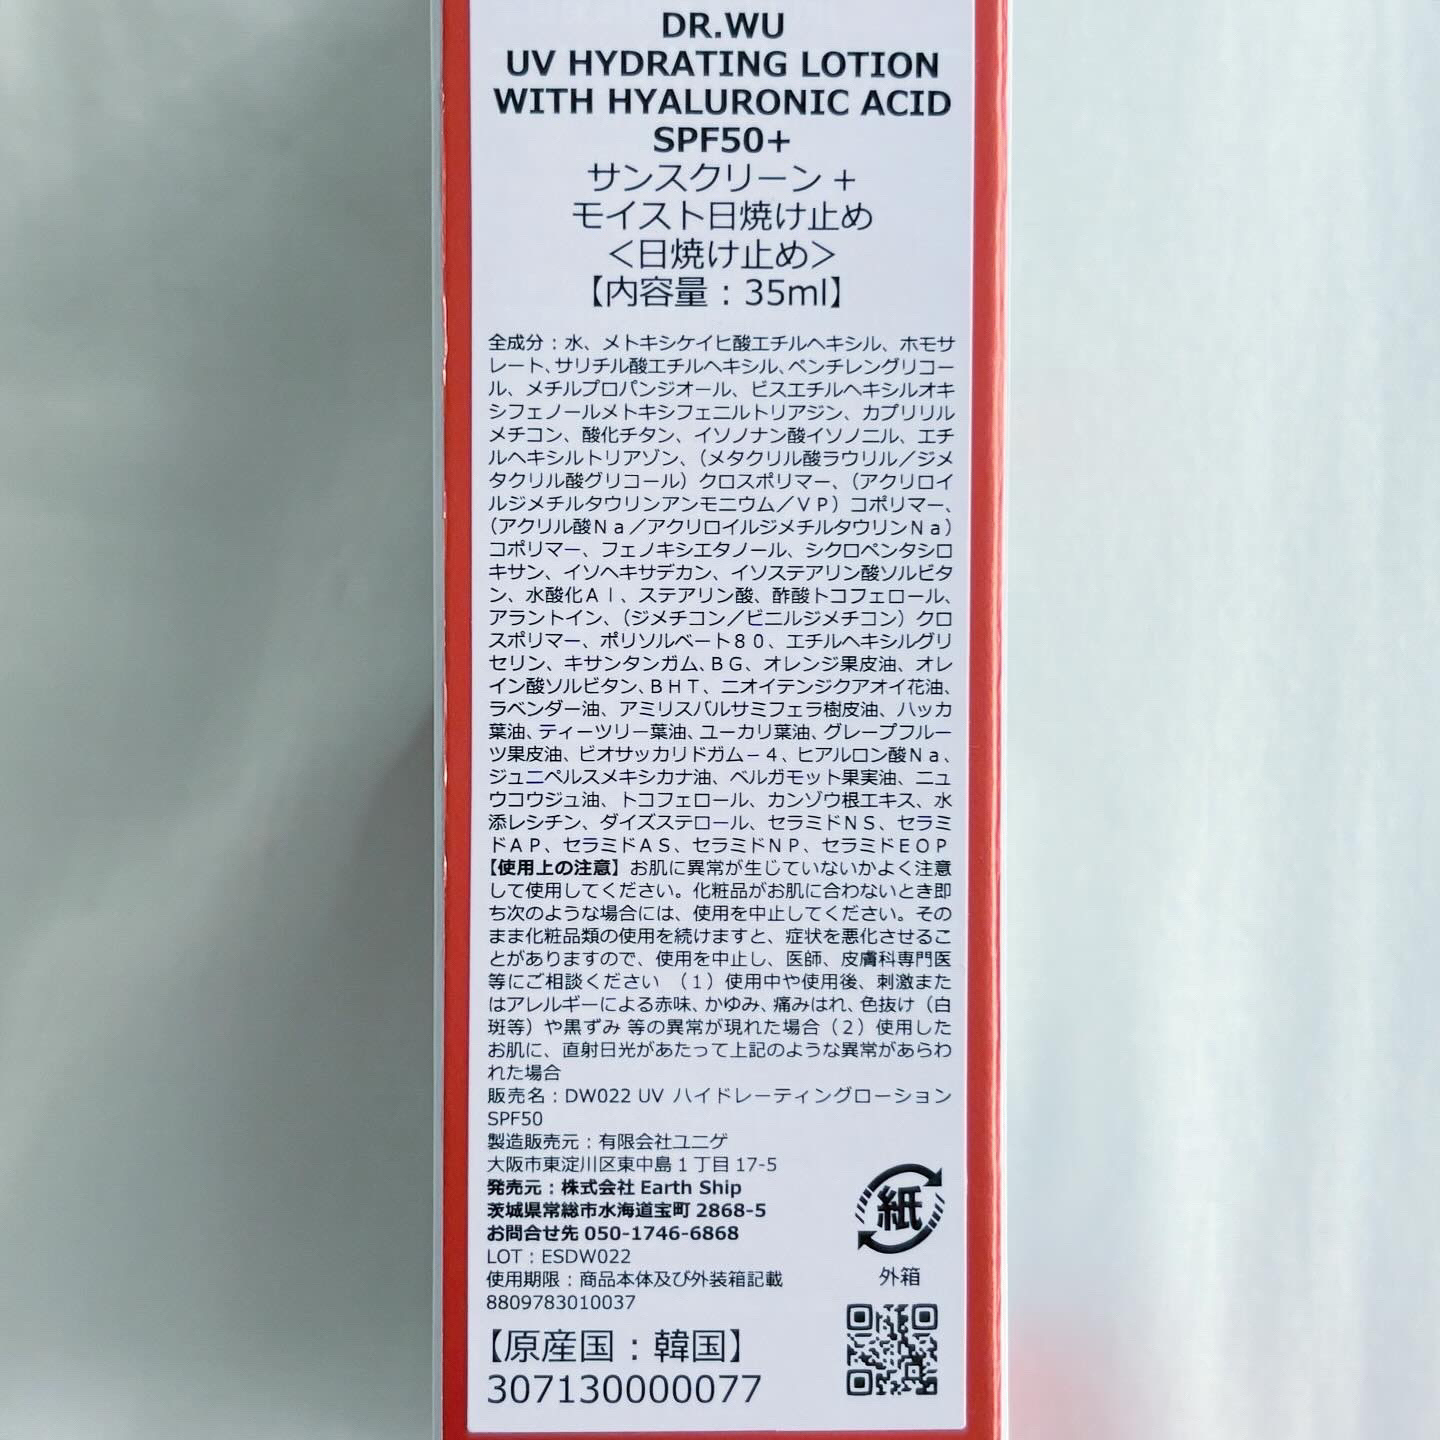 DR.WU
UV HYDRATING LOTION
WITH HYALURONIC ACID
SPF50+
サンスクリーン +
モイスト日焼け止め
＜日焼け止め＞
【内容量：35ml】
全成分：水、メトキシケイヒ酸エチルヘキシル、ホモサ
レート、サリチル酸エチルヘキシル、ペンチレングリコー
ル、メチルプロパンジオール、ビスエチルヘキシルオキ
シフェノールメトキシフェニルトリアジン、カプリリル
メチコン、酸化チタン、イソノナン酸イソノニル、エチ
ルヘキシルトリアゾン、（メタクリル酸ラウリル／ジメ
タクリル酸グリコール）クロスポリマー、（アクリロイ
ルジメチルタウリンアンモニウム／ＶＰ）コポリマー、
（アクリル酸Ｎａ／アクリロイルジメチルタウリンＮａ）
コポリマー、フェノキシエタノール、シクロペンタシロ
キサン、イソヘキサデカン、イソステアリン酸ソルビタ
ン、水酸化Ａｌ、ステアリン酸、酢酸トコフェロール、
アラントイン、（ジメチコン／ビニルジメチコン）クロ
スポリマー、ポリソルベート８０、エチルヘキシルグリ
セリン、キサンタンガム、ＢＧ、オレンジ果皮油、オレ
イン酸ソルビタン、ＢＨＴ、ニオイテンジクアオイ花油、
ラベンダー油、アミリスバルサミフェラ樹皮油、ハッカ
葉油、ティーツリー葉油、ユーカリ葉油、グレープフルー
ツ果皮油、ビオサッカリドガム－４、ヒアルロン酸Ｎａ、
ジュニペルスメキシカナ油、ベルガモット果実油、ニュ
ウコウジュ油、トコフェロール、カンゾウ根エキス、水
添レシチン、ダイズステロール、セラミドＮＳ、セラミ
ドＡＰ、セラミドＡＳ、セラミドＮＰ、セラミドＥＯＰ
【使用上の注意】お肌に異常が生じていないかよく注意
して使用してください。化粧品がお肌に合わないとき即
ち次のような場合には、使用を中止してください。その
まま化粧品類の使用を続けますと、症状を悪化させるこ
とがありますので、使用を中止し、医師、皮膚科専門医
等にご相談ください （１）使用中や使用後、刺激また
はアレルギーによる赤味、かゆみ、痛みはれ、色抜け（白
斑等）や黒ずみ 等の異常が現れた場合（２）使用した
お肌に、直射日光があたって上記のような異常があらわ
れた場合
販売名：DW022 UV ハイドレーティングローション
SPF50
製造販売元：有限会社ユニゲ
大阪市東淀川区東中島１丁目 17-5
発売元：株式会社 Earth Ship
茨城県常総市水海道宝町 2868-5
お問合せ先 050-1746-6868
LOT：ESDW022
使用期限：商品本体及び外装箱記載
8809783010037
紙
外箱
【原産国：韓国】
307130000077